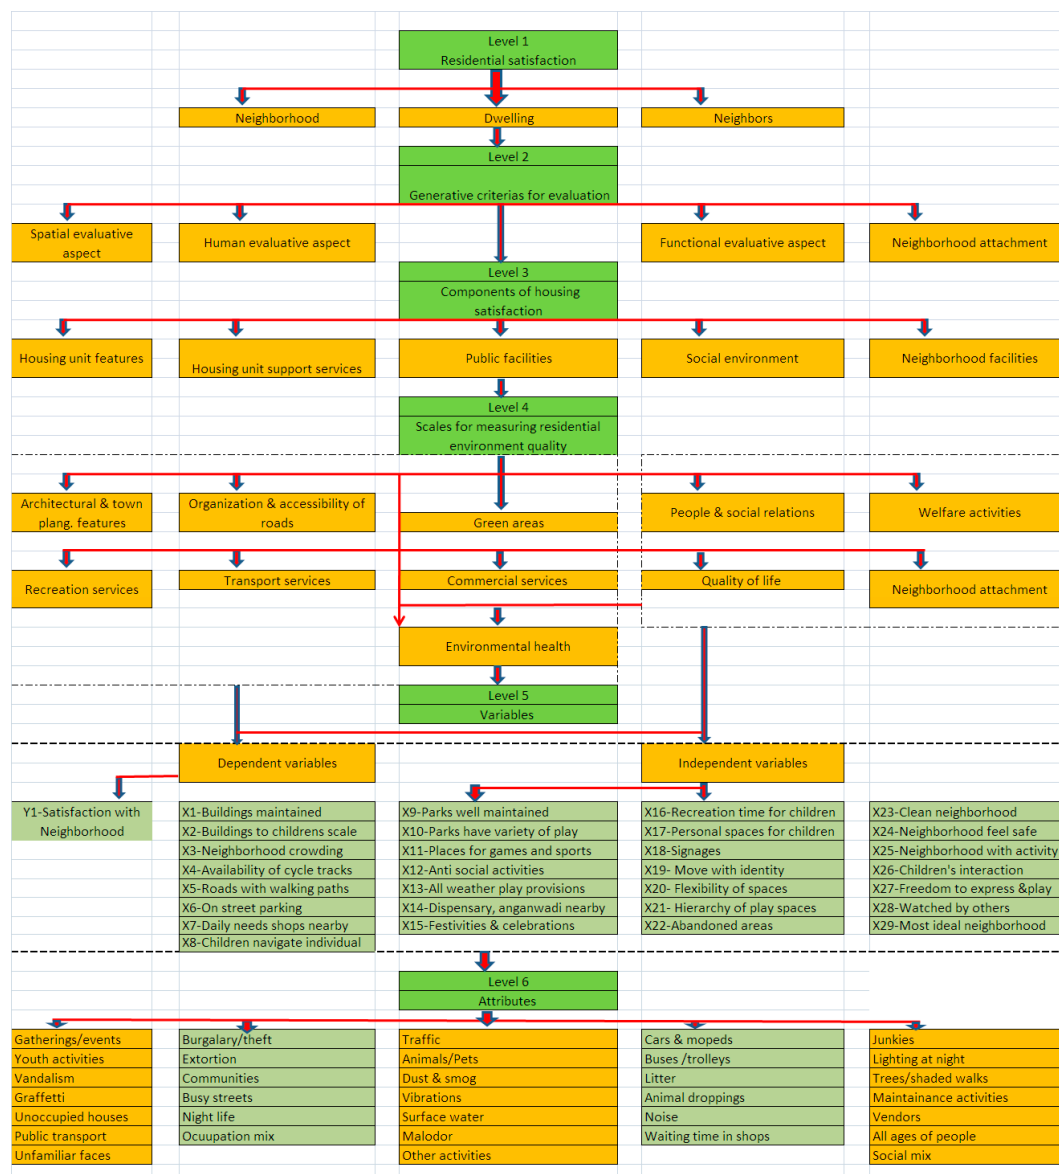 Level 1
Residential satisfaction
Neighborhood
Dwelling
Neighbors
Level 2
Generative criterias for evaluation
Spatial evaluative
aspect
Human evaluative aspect
Functional evaluative aspect
Neighborhood attachment
Level 3
Components of housing
satisfaction
Housing unit features
Housing unit support services
Public facilities
Social environment
Neighborhood facilities
Level 4
Scales for measuring residential
environment quality
Architectural & town
plang. features
Organization & accessibility of
roads
Green areas
People & social relations
Welfare activities
Recreation services
Transport services
Commercial services
Quality of life
Neighborhood attachment
Environmental health
Level 5
Variables
Dependent variables
Independent variables
Y1-Satisfaction with
Neighborhood
X1-Buildings maintained
X2-Buildings to childrens scale
X3-Neighborhood crowding
X4-Availability of cycle tracks
X5-Roads with walking paths
X6-On street parking
X7-Daily needs shops nearby
X8-Children navigate individual
X9-Parks well maintained
X10-Parks have variety of play
X11-Places for games and sports
X12-Anti social activities
X13-All weather play provisions
X14-Dispensary, anganwadi nearby
X15-Festivities & celebrations
X16-Recreation time for children
X17-Personal spaces for children
X18-Signages
X19- Move with identity
X20- Flexibility of spaces
X21- Hierarchy of play spaces
X22-Abandoned areas
X23-Clean neighborhood
X24-Neighborhood feel safe
X25-Neighborhood with activity
X26-Children's interaction
X27-Freedom to express &play
X28-Watched by others
X29-Most ideal neighborhood
Level 6
Attributes
Gatherings/events
Youth activities
Vandalism
Graffetti
Unoccupied houses
Public transport
Unfamiliar faces
Burgalary/theft
Extortion
Communities
Busy streets
Night life
Ocuupation mix
Traffic
Animals/Pets
Dust & smog
Vibrations
Surface water
Malodor
Other activities
Cars & mopeds
Buses /trolleys
Litter
Animal droppings
Noise
Waiting time in shops
Junkies
Lighting at night
Trees/shaded walks
Maintainance activities
Vendors
All ages of people
Social mix